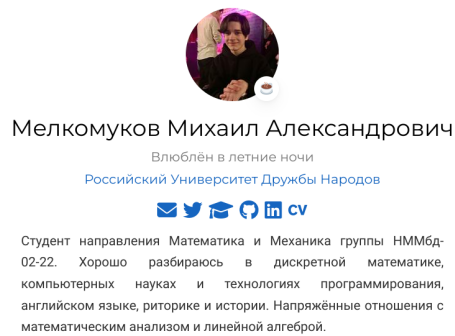 Мелкомуков Михаил Александрович
Влюблён в летние ночи
Российский Университет Дружбы Народов
CV
Студент направления Математика и Механика группы НММбд-
02-22. Хорошо разбираюсь в дискретной математике,
компьютерных науках и технологиях программирования,
английском языке, риторике и истории. Напряжённые отношения с
математическим анализом и линейной алгеброй.